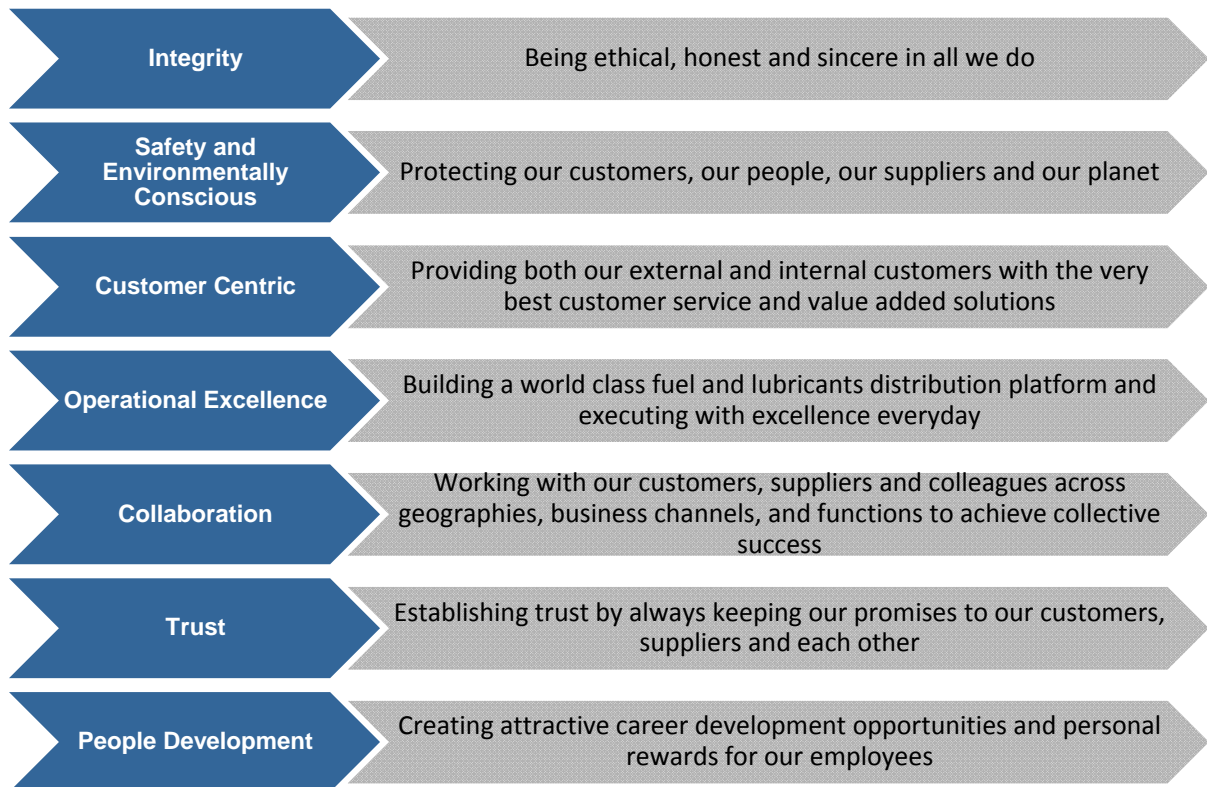 Integrity
Being ethical, honest and sincere in all we do
Safety and
Environmentally
Conscious
Protecting our customers, our people, our suppliers and our planet
Customer Centric
Providing both our external and internal customers with the very
best customer service and value added solutions
Operational Excellence
Building a world class fuel and lubricants distribution platform and
executing with excellence everyday
Collaboration
Working with our customers, suppliers and colleagues across
geographies, business channels, and functions to achieve collective
success
Trust
Establishing trust by always keeping our promises to our customers,
suppliers and each other
People Development
Creating attractive career development opportunities and personal
rewards for our employees